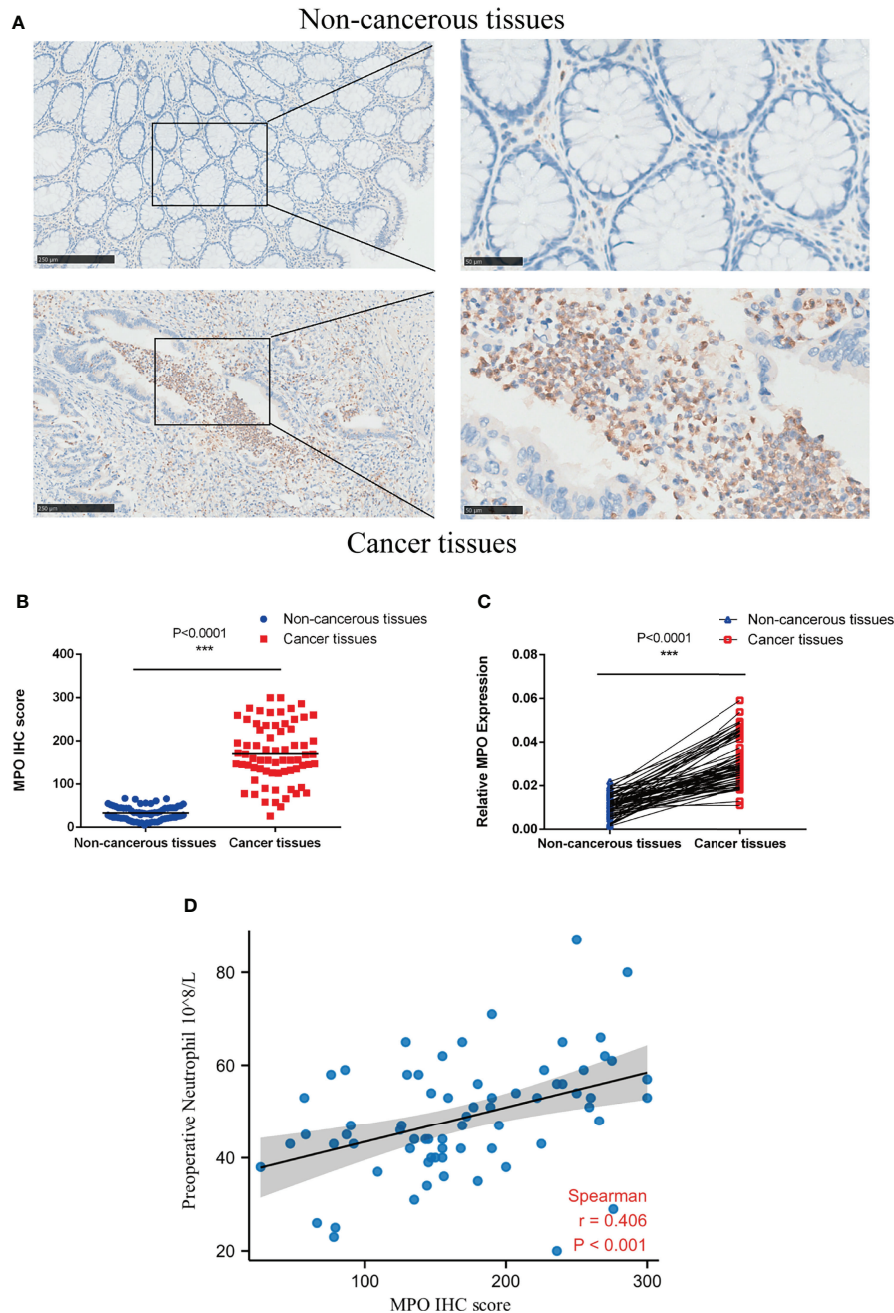 A
Non-cancerous tissues
250 µm
50 µm
250 µm
50 µm
Cancer tissues
B
Non-cancerous tissues
Cancer tissues
P<0.0001
***
MPO IHC score
400
300
200
100
0
Non-cancerous tissues
Cancer tissues
C
Non-cancerous tissues
Cancer tissues
P<0.0001
***
Relative MPO Expression
0.08
0.06
0.04
0.02
0.00
Non-cancerous tissues
Cancer tissues
D
Preoperative Neutrophil 10^8/L
80
60
40
20
Spearman
r = 0.406
P < 0.001
100
200
300
MPO IHC score